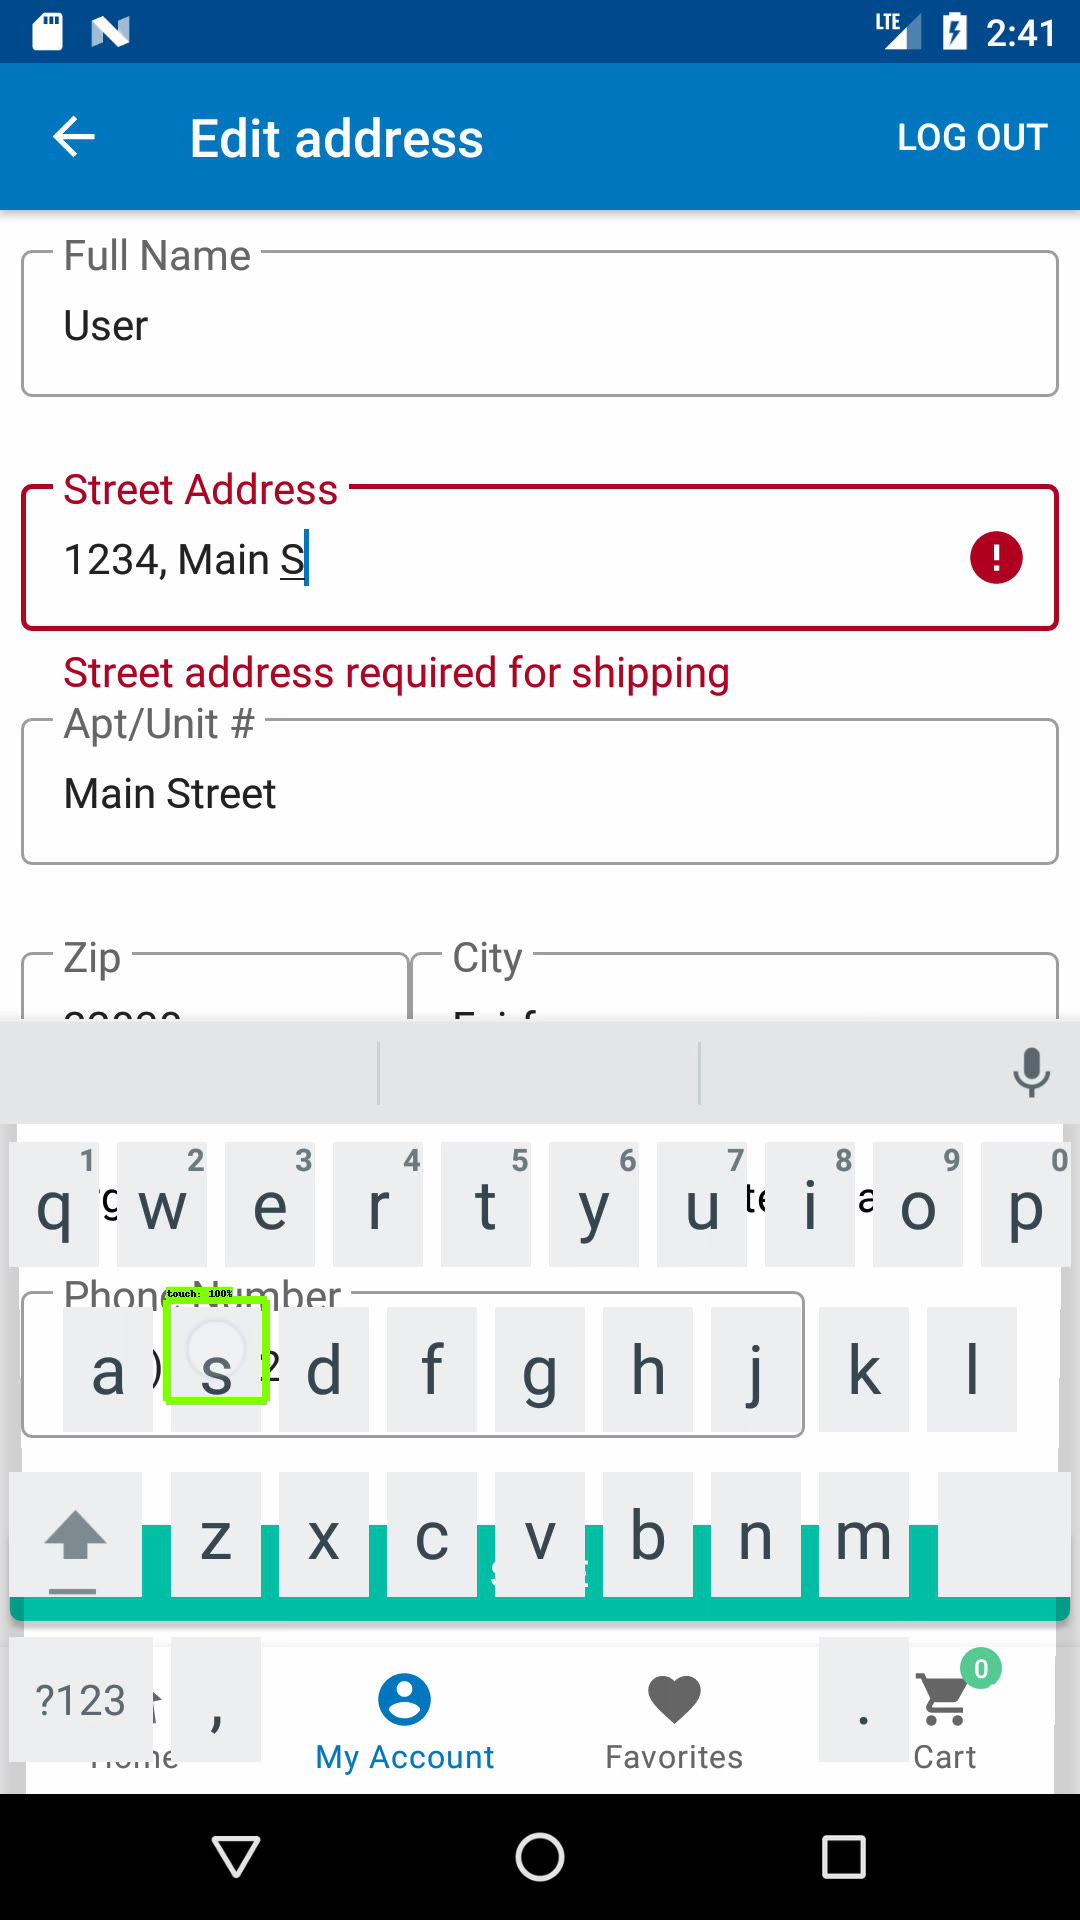 LTE 2:41
Edit address LOG OUT
Full Name
User
Street Address
1234, Main S
!
Street address required for shipping
Apt/Unit #
Main Street
Zip City
1 2 3 4 5 6 7 8 9 0
q w e r t y u i o p
Phone Number
touch: 100%
a s d f g h j k l
z x c v b n m
?123 , .
0
Home My Account Favorites Cart